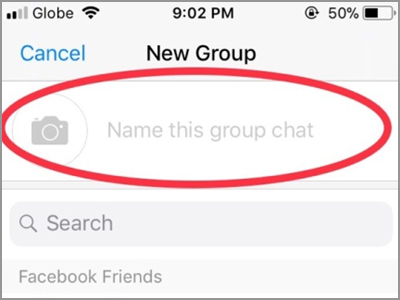 Globe 9:02 PM 50%
Cancel New Group
Name this group chat
Search
Facebook Friends